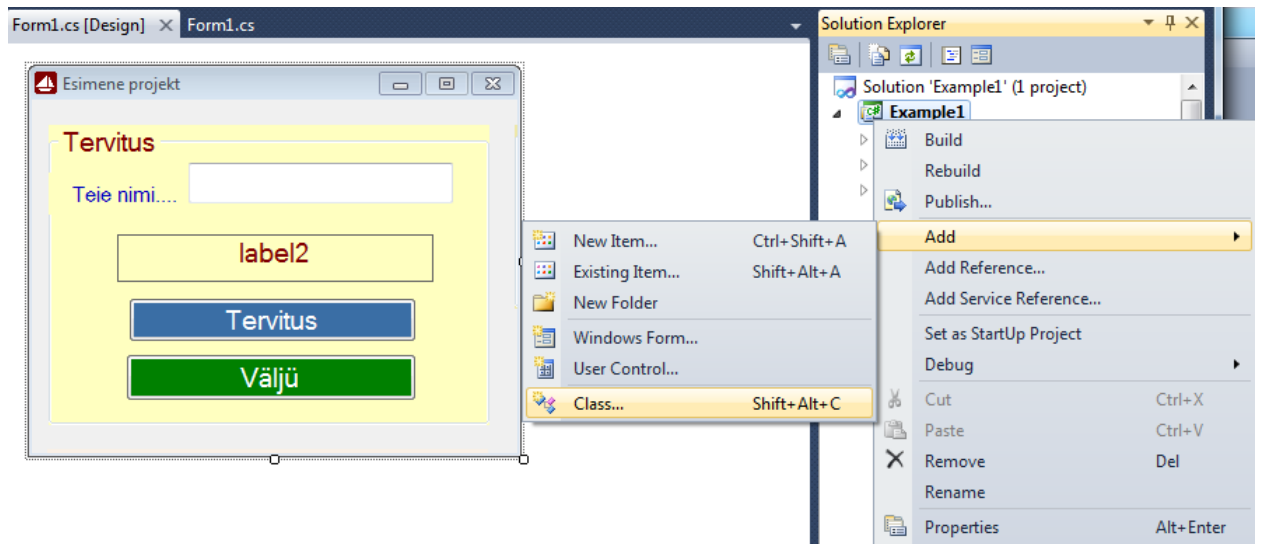 Form1.cs [Design]
Form1.cs
Esimene projekt
Tervitus
Teie nimi....
label2
Tervitus
Väljü
New Item... Ctrl+Shift+A
Existing Item... Shift+Alt+A
New Folder
Windows Form...
User Control...
Class... Shift+Alt+C
Solution Explorer
Solution 'Example1' (1 project)
Example1
Build
Rebuild
Publish...
Add
Add Reference...
Add Service Reference...
Set as StartUp Project
Debug
Cut Ctrl+X
Paste Ctrl+V
Remove Del
Rename
Properties Alt+Enter